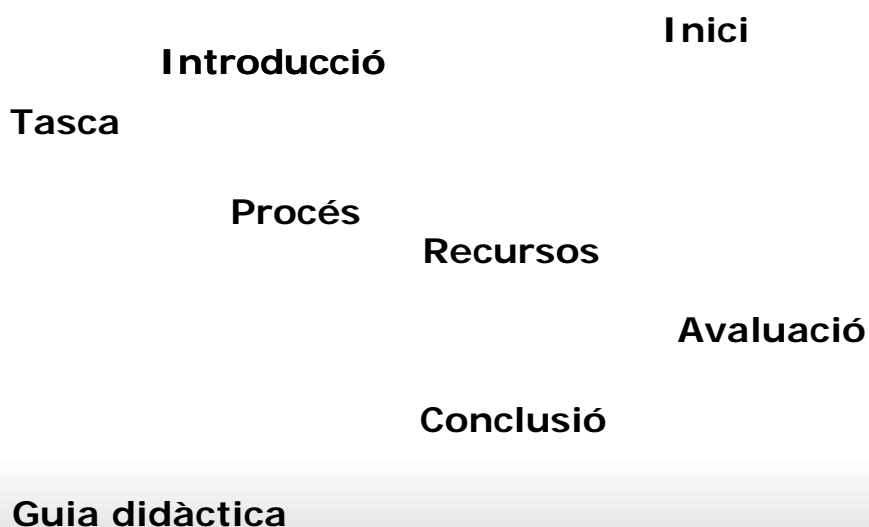 Inici
Introducció
Tasca
Procés
Recursos
Avaluació
Conclusió
Guia didàctica